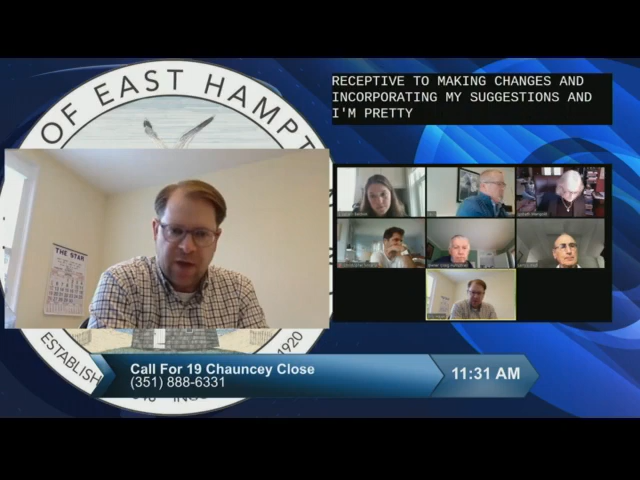 RECEPTIVE TO MAKING CHANGES AND
INCORPORATING MY SUGGESTIONS AND
I'M PRETTY
OF EAST HAMPT
THE STAR
ESTABLISH
1920
Call For 19 Chauncey Close
(351) 888-6331
11:31 AM